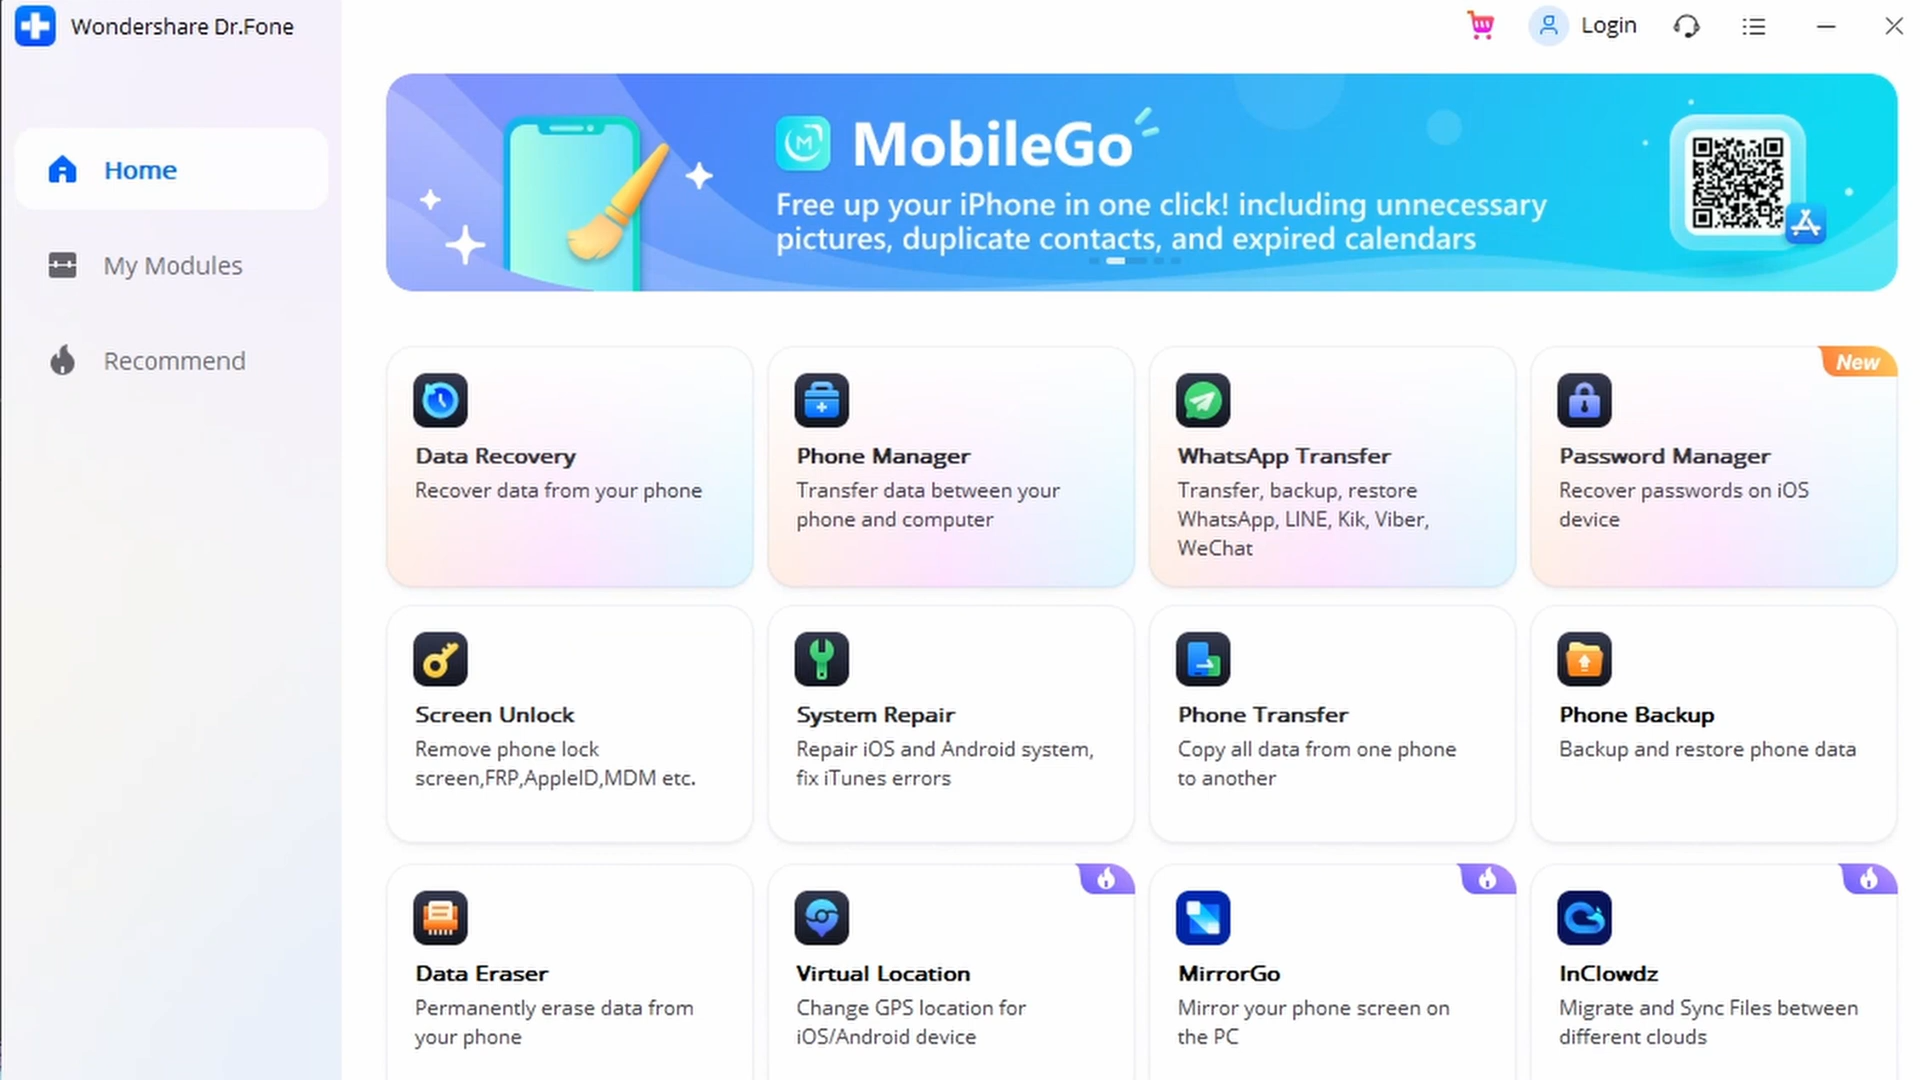 Wondershare Dr.Fone
Login
Home
My Modules
Recommend
M
MobileGo
Free up your iPhone in one click! including unnecessary
pictures, duplicate contacts, and expired calendars
Data Recovery
Recover data from your phone
Phone Manager
Transfer data between your
phone and computer
WhatsApp Transfer
Transfer, backup, restore
WhatsApp, LINE, Kik, Viber,
WeChat
New
Password Manager
Recover passwords on iOS
device
Screen Unlock
Remove phone lock
screen,FRP,AppleID,MDM etc.
System Repair
Repair iOS and Android system,
fix iTunes errors
Phone Transfer
Copy all data from one phone
to another
Phone Backup
Backup and restore phone data
Data Eraser
Permanently erase data from
your phone
Virtual Location
Change GPS location for
iOS/Android device
MirrorGo
Mirror your phone screen on
the PC
InClowdz
Migrate and Sync Files between
different clouds